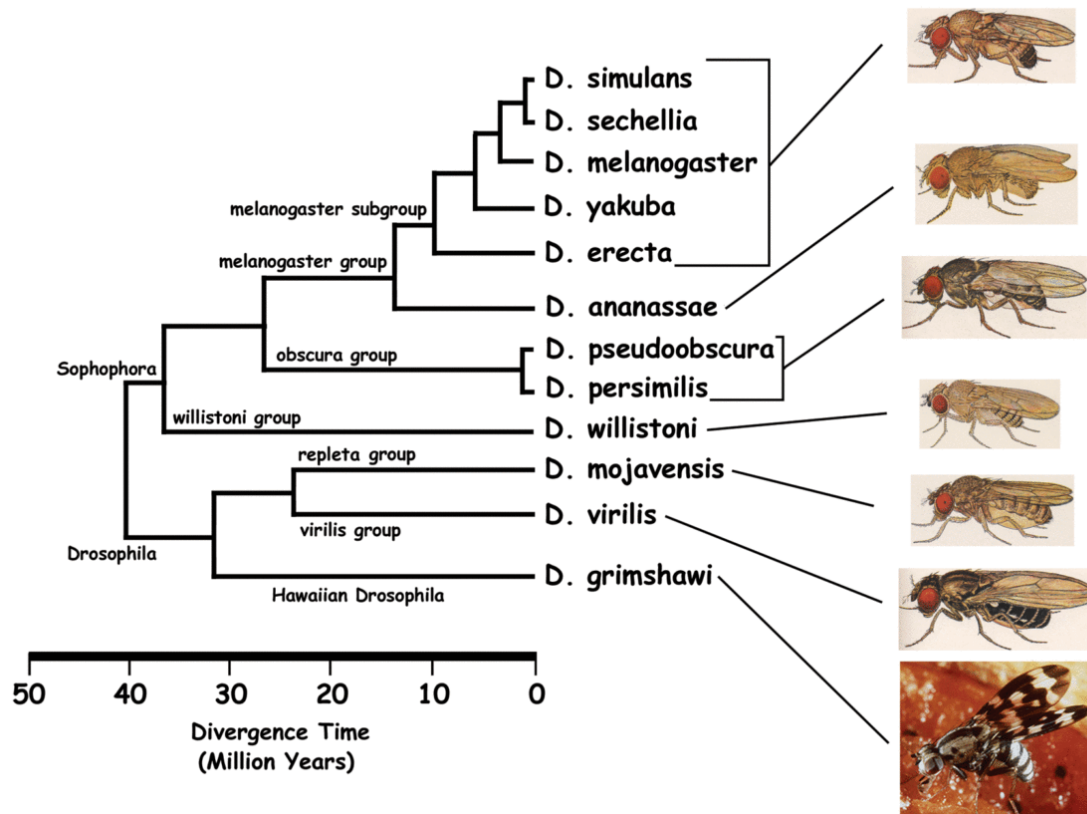 D. simulans
D. sechellia
D. melanogaster
D. yakuba
melanogaster subgroup
D. erecta
melanogaster group
D. ananassae
D. pseudoobscura
obscura group
Sophophora
D. persimilis
willistoni group
D. willistoni
repleta group
D. mojavensis
D. virilis
virilis group
Drosophila
D. grimshawi
Hawaiian Drosophila
50 40 30 20 10 0
Divergence Time
(Million Years)